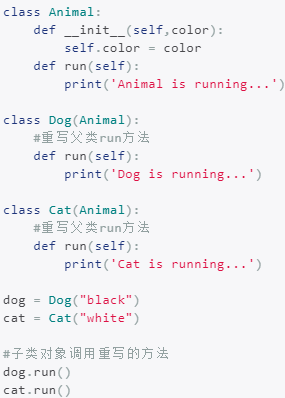 class Animal:
    def __init__(self,color):
        self.color = color
    def run(self):
        print('Animal is running...')

class Dog(Animal):
    #重写父类run方法
    def run(self):
        print('Dog is running...')

class Cat(Animal):
    #重写父类run方法
    def run(self):
        print('Cat is running...')

dog = Dog("black")
cat = Cat("white")

#子类对象调用重写的方法
dog.run()
cat.run()